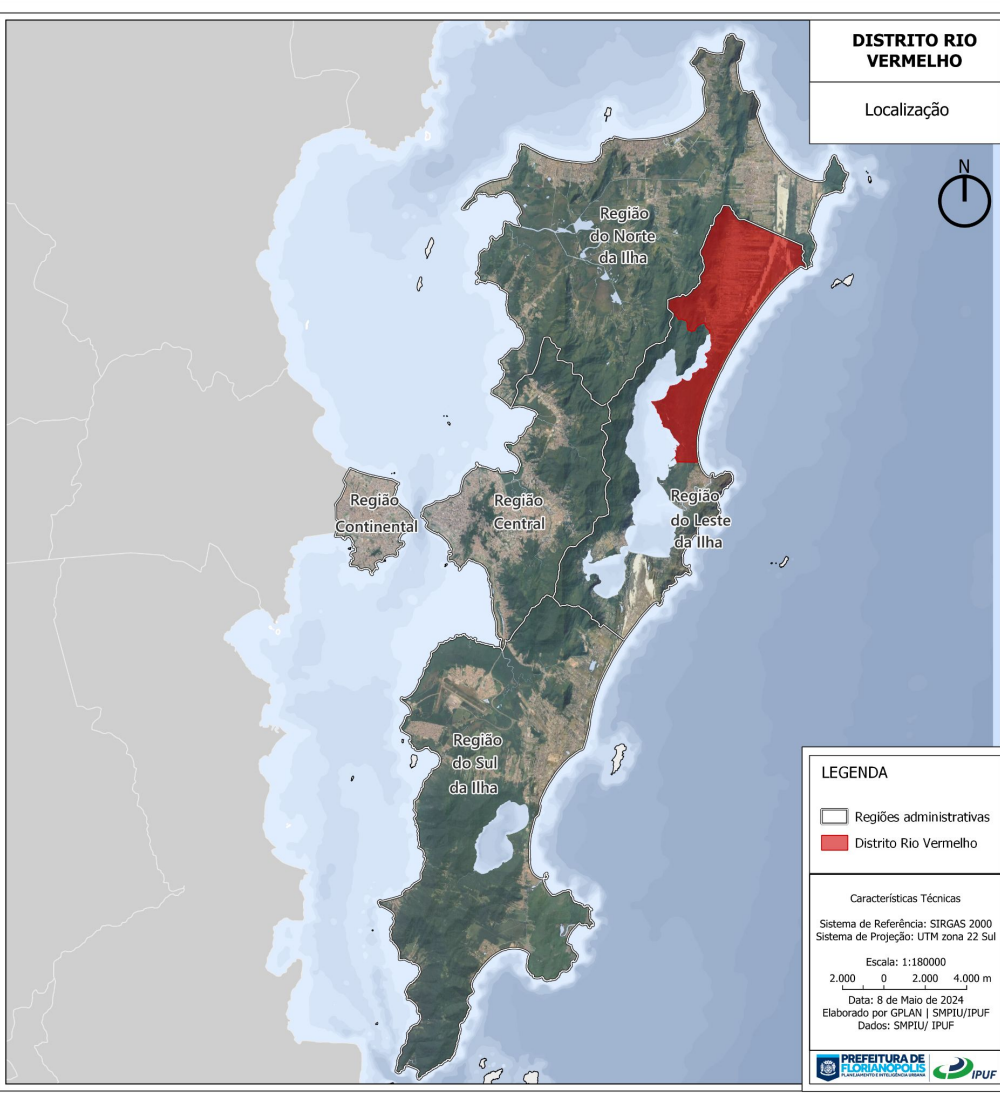 DISTRITO RIO
VERMELHO
Localização
N
Região
do Norte
da Ilha
Região
Continental
Região
Central
Região
do Leste
da Ilha
Região
do Sul
da Ilha
LEGENDA
Regiões administrativas
Distrito Rio Vermelho
Características Técnicas
Sistema de Referência: SIRGAS 2000
Sistema de Projeção: UTM zona 22 Sul
Escala: 1:180000
2.000 0 2.000 4.000 m
Data: 8 de Maio de 2024
Elaborado por GPLAN | SMPIU/IPUF
Dados: SMPIU/ IPUF
PREFEITURA DE
FLORIANÓPOLIS
PLANEJAMENTO E INTELIGÊNCIA URBANA
IPUF